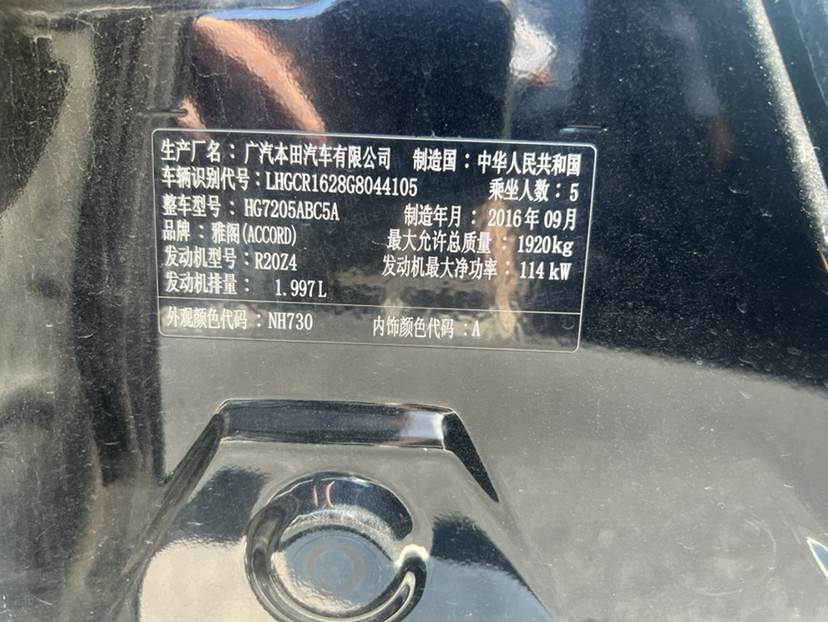 生产厂名：广汽本田汽车有限公司 制造国：中华人民共和国
车辆识别代号：LHGCR1628G8044105 乘坐人数：5
整车型号：HG7205ABC5A 制造年月：2016年09月
品牌：雅阁(ACCORD) 最大允许总质量：1920kg
发动机型号：R20Z4 发动机最大净功率：114kW
发动机排量：1.997L
外观颜色代码：NH730 内饰颜色代码：A